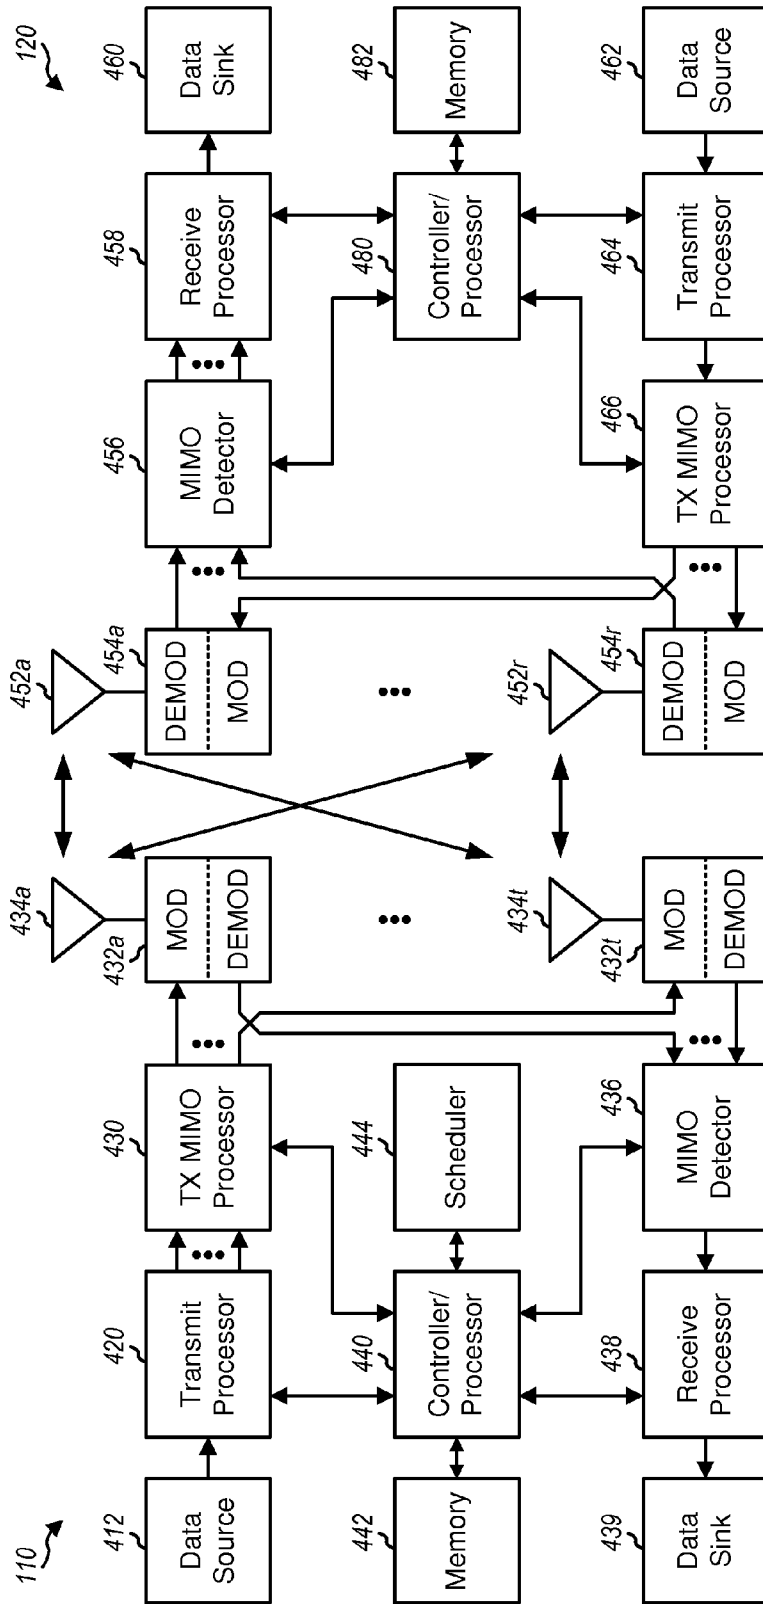 110
412
Data
Source
420
Transmit
Processor
430
TX MIMO
Processor
432a
434a
MOD
DEMOD
452a
454a
DEMOD
MOD
456
MIMO
Detector
458
Receive
Processor
460
Data
Sink
120
442
Memory
440
Controller/
Processor
444
Scheduler
480
Controller/
Processor
482
Memory
439
Data
Sink
438
Receive
Processor
436
MIMO
Detector
432t
434t
MOD
DEMOD
452r
454r
DEMOD
MOD
466
TX MIMO
Processor
464
Transmit
Processor
462
Data
Source